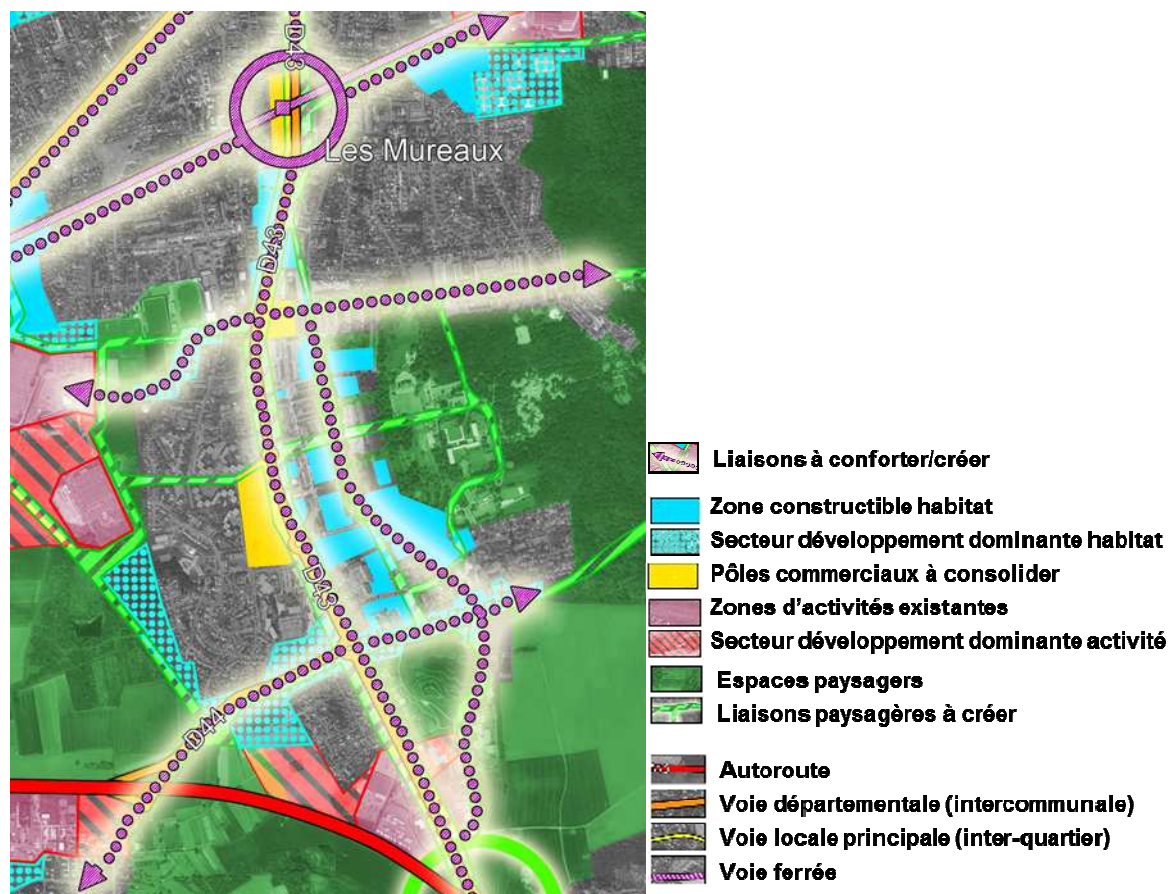 D43
Les Mureaux
D43
D43
D44
Liaisons à conforter/créer
Zone constructible habitat
Secteur développement dominante habitat
Pôles commerciaux à consolider
Zones d'activités existantes
Secteur développement dominante activité
Espaces paysagers
Liaisons paysagères à créer
Autoroute
Voie départementale (intercommunale)
Voie locale principale (inter-quartier)
Voie ferrée